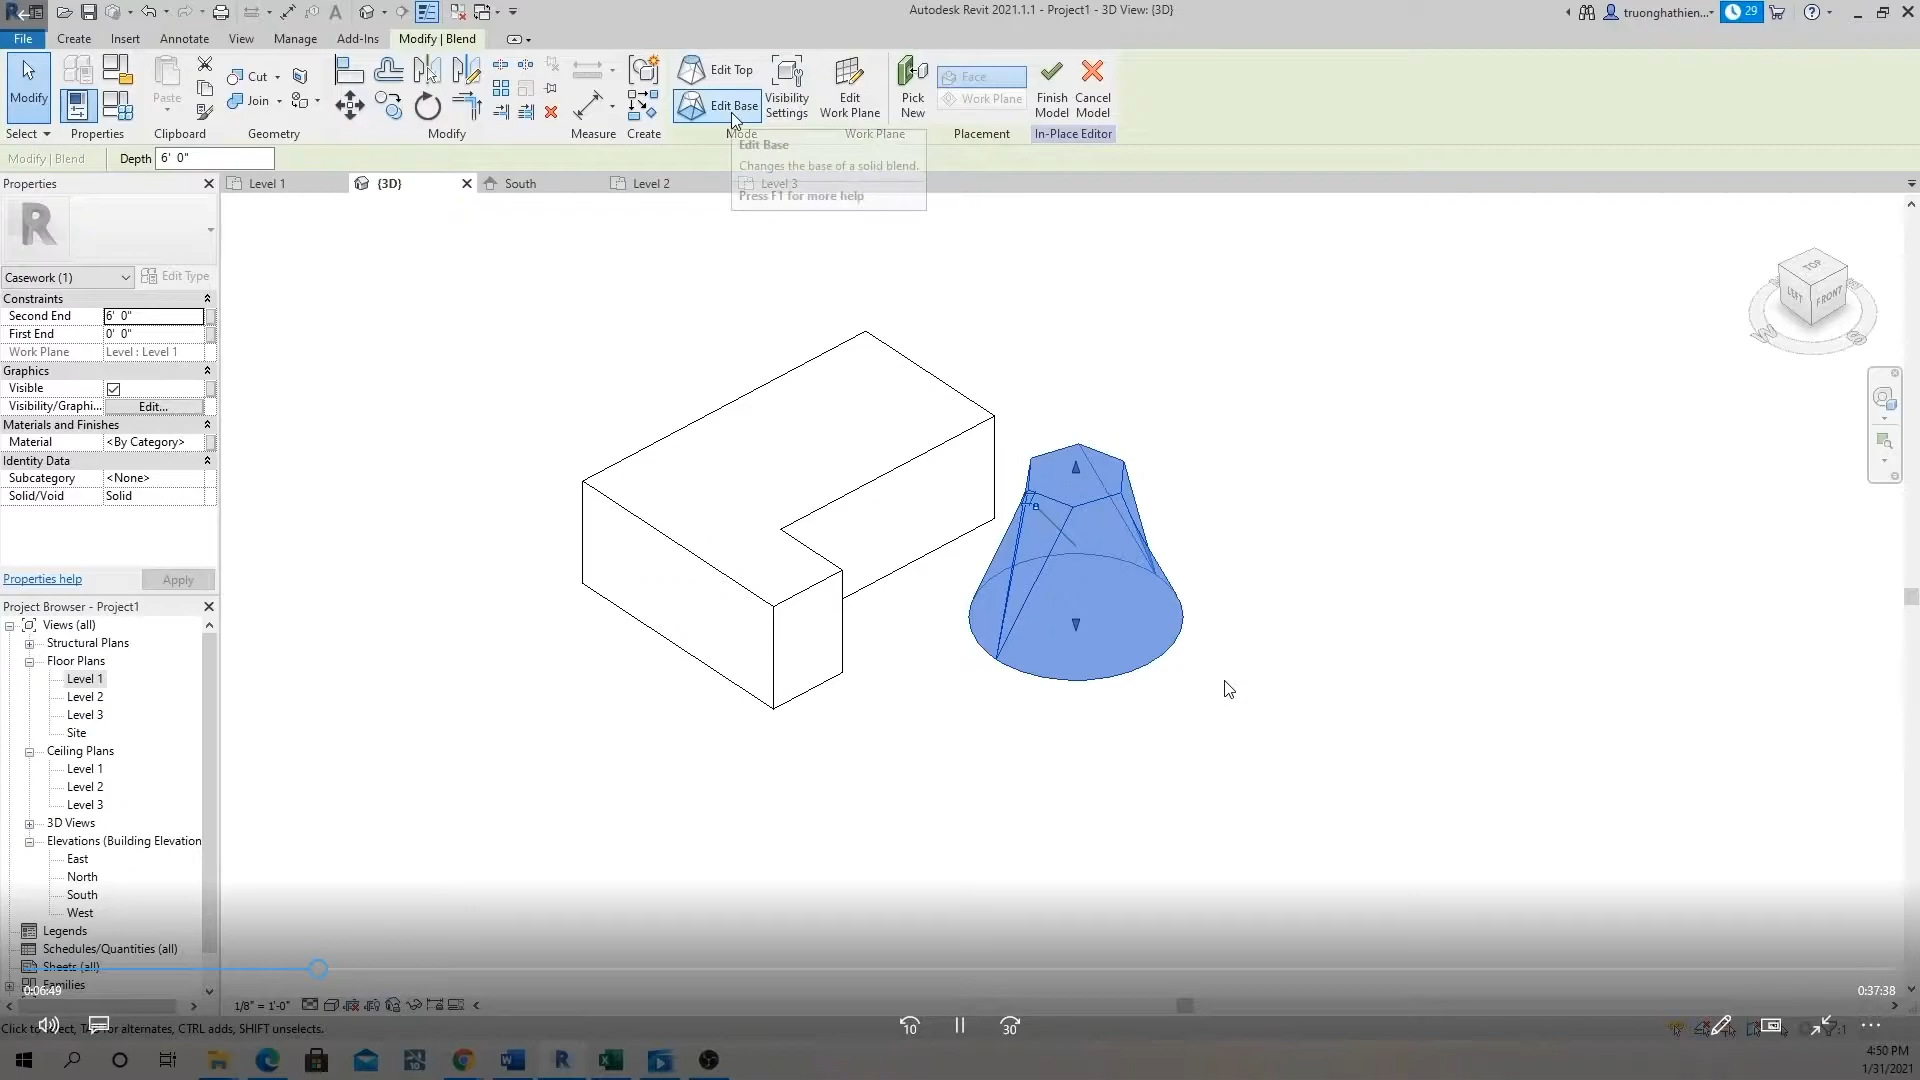 Autodesk Revit 2021.1.1 - Project1 - 3D View: {3D}
truonghathien...
29
File
Create
Insert
Annotate
View
Manage
Add-Ins
Modify | Blend
Modify
Paste
Cut
Join
Edit Top
Edit Base
Visibility
Settings
Edit
Work Plane
Pick
New
Face
Work Plane
Finish
Model
Cancel
Model
Select
Properties
Clipboard
Geometry
Modify
Measure
Create
Mode
Work Plane
Placement
In-Place Editor
Modify | Blend
Depth
6' 0"
Edit Base
Changes the base of a solid blend.
Press F1 for more help
Properties
Level 1
{3D}
South
Level 2
Level 3
R
Casework (1)
Edit Type
Constraints
Second End
6' 0"
First End
0' 0"
Work Plane
Level : Level 1
Graphics
Visible
Visibility/Graphi...
Edit...
Materials and Finishes
Material
<By Category>
Identity Data
Subcategory
<None>
Solid/Void
Solid
Properties help
Apply
Project Browser - Project1
Views (all)
Structural Plans
Floor Plans
Level 1
Level 2
Level 3
Site
Ceiling Plans
Level 1
Level 2
Level 3
3D Views
Elevations (Building Elevation
East
North
South
West
Legends
Schedules/Quantities (all)
Sheets (all)
Families
TOP
LEFT
FRONT
W
S
0:06:49
0:37:38
1/8" = 1'-0"
10
30
:1
4:50 PM
1/31/2021